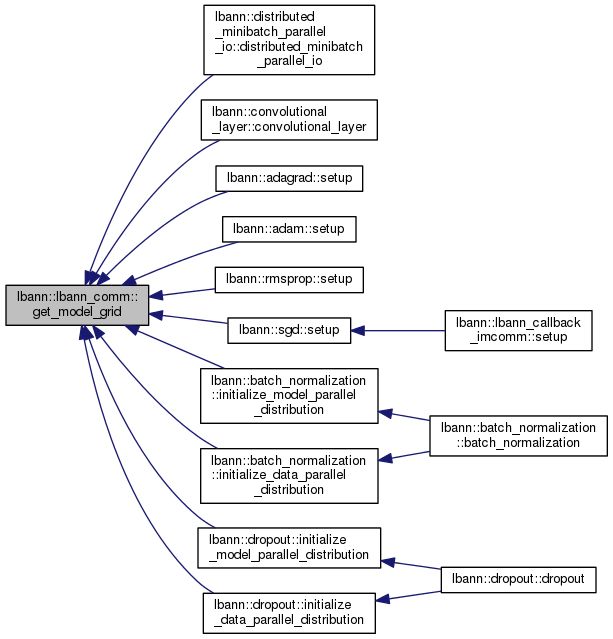 lbann::distributed
_minibatch_parallel
_io::distributed_minibatch
_parallel_io
lbann::convolutional
_layer::convolutional_layer
lbann::adagrad::setup
lbann::adam::setup
lbann::rmsprop::setup
lbann::lbann_comm::
get_model_grid
lbann::sgd::setup
lbann::lbann_callback
_imcomm::setup
lbann::batch_normalization
::initialize_model_parallel
_distribution
lbann::batch_normalization
::batch_normalization
lbann::batch_normalization
::initialize_data_parallel
_distribution
lbann::dropout::initialize
_model_parallel_distribution
lbann::dropout::dropout
lbann::dropout::initialize
_data_parallel_distribution